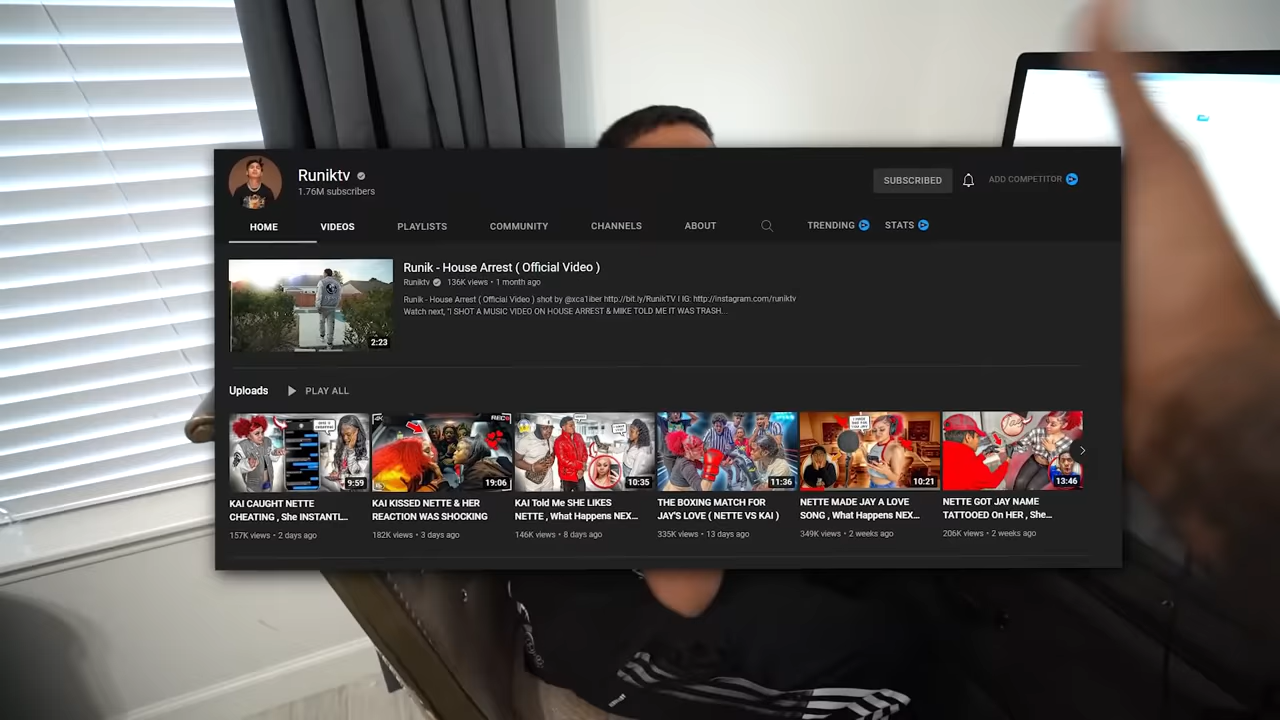 Runiktv
1.76M subscribers
SUBSCRIBED
ADD COMPETITOR
HOME
VIDEOS
PLAYLISTS
COMMUNITY
CHANNELS
ABOUT
TRENDING
STATS
Runik - House Arrest ( Official Video )
Runiktv 136K views • 1 month ago
Runik - House Arrest ( Official Video ) shot by @xca1iber http://bit.ly/RunikTV I IG: http://instagram.com/runiktv
Watch next, "I SHOT A MUSIC VIDEO ON HOUSE ARREST & MIKE TOLD ME IT WAS TRASH...
2:23
Uploads
PLAY ALL
9:59
KAI CAUGHT NETTE
CHEATING , She INSTANTL...
157K views • 2 days ago
19:06
KAI KISSED NETTE & HER
REACTION WAS SHOCKING
182K views • 3 days ago
10:35
KAI Told Me SHE LIKES
NETTE , What Happens NEX...
146K views • 8 days ago
11:36
THE BOXING MATCH FOR
JAY'S LOVE ( NETTE VS KAI )
335K views • 13 days ago
10:21
NETTE MADE JAY A LOVE
SONG , What Happens NEX...
349K views • 2 weeks ago
13:46
NETTE GOT JAY NAME
TATTOOED On HER , She...
206K views • 2 weeks ago